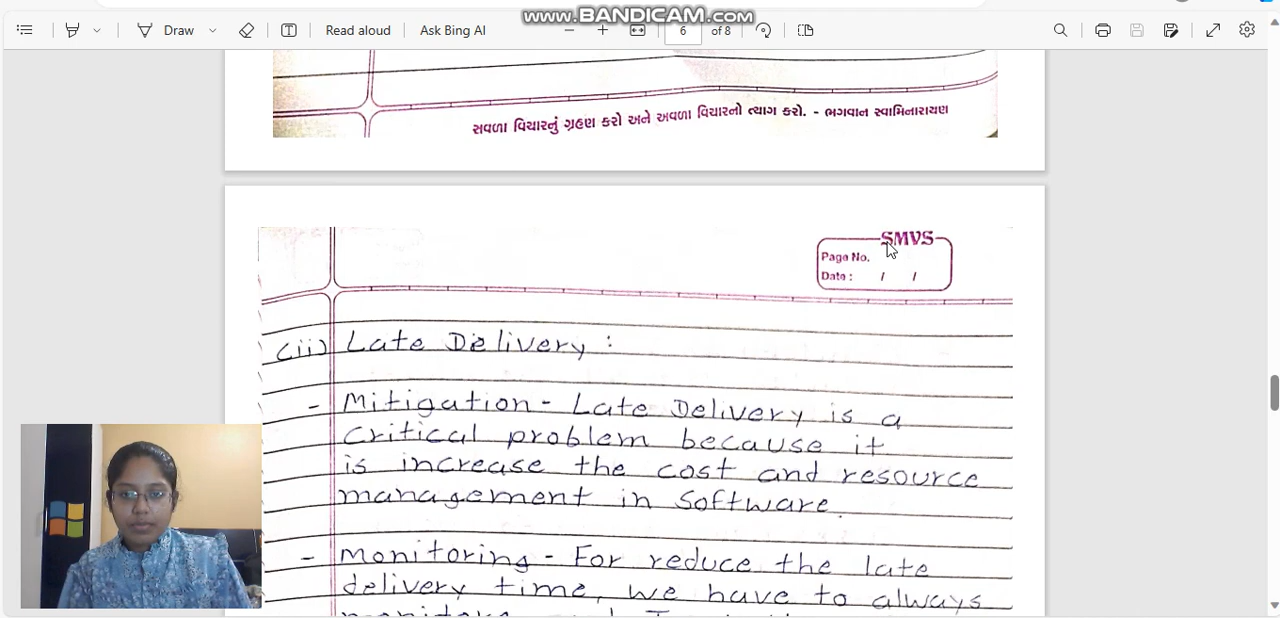 www.BANDICAM.com
Draw
Read aloud
Ask Bing AI
6
of 8
સવળા વિચારનું ગ્રહણ કરો અને અવળા વિચારનો ત્યાગ કરો. - ભગવાન સ્વામિનારાયણ
SMVS
Page No.
Date : / /
(ii) Late Delivery :
- Mitigation - Late Delivery is a
critical problem because it
is increase the cost and resource
management in software.
- Monitoring - For reduce the late
delivery time, we have to always